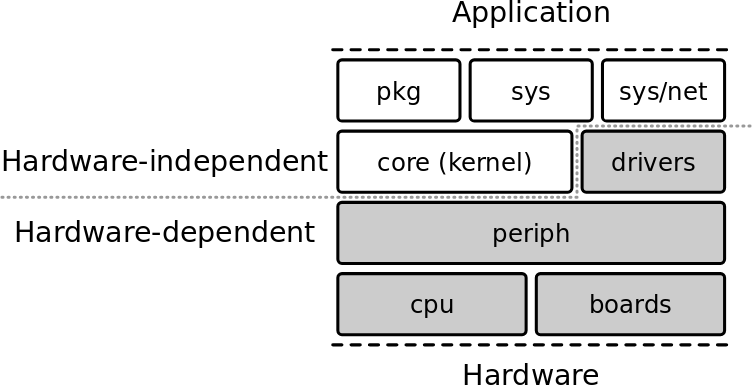 Application
pkg
sys
sys/net
Hardware-independent
core (kernel)
drivers
Hardware-dependent
periph
cpu
boards
Hardware